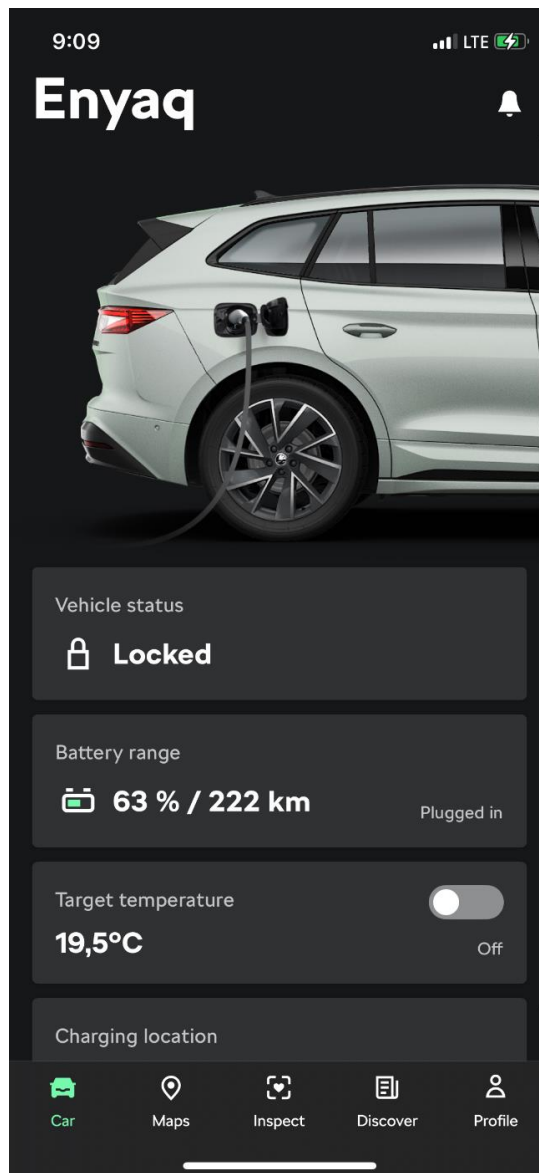 9:09
LTE
Enyaq
Vehicle status
Locked
Battery range
63 % / 222 km
Plugged in
Target temperature
19,5°C
Off
Charging location
Car
Maps
Inspect
Discover
Profile